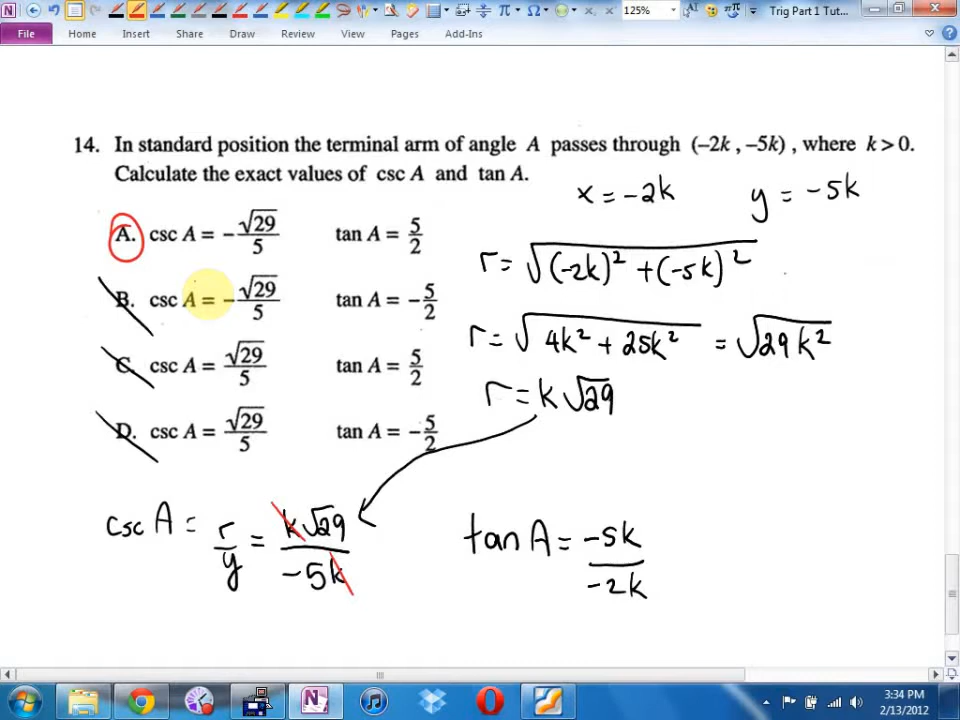 125%
Trig Part 1 Tut...
File Home Insert Share Draw Review View Pages Add-Ins
14. In standard position the terminal arm of angle A passes through (–2k , –5k) , where k > 0.
Calculate the exact values of csc A and tan A.
x = -2k y = -5k
A. csc A = -√29/5 tan A = 5/2
r = √(-2k)² + (-5k)²
B. csc A = -√29/5 tan A = -5/2
r = √4k² + 25k² = √29k²
C. csc A = √29/5 tan A = 5/2
r = k√29
D. csc A = √29/5 tan A = -5/2
csc A = r/y = k√29/-5k
tan A = -5k/-2k
3:34 PM
2/13/2012